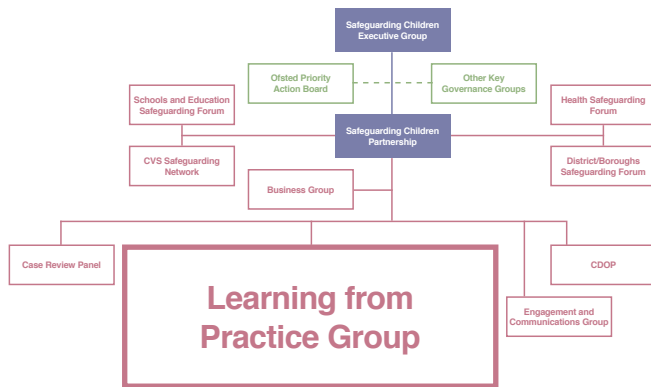 Safeguarding Children
Executive Group
Ofsted Priority
Action Board
Other Key
Governance Groups
Schools and Education
Safeguarding Forum
Health Safeguarding
Forum
Safeguarding Children
Partnership
CVS Safeguarding
Network
District/Boroughs
Safeguarding Forum
Business Group
Case Review Panel
Learning from
Practice Group
CDOP
Engagement and
Communications Group